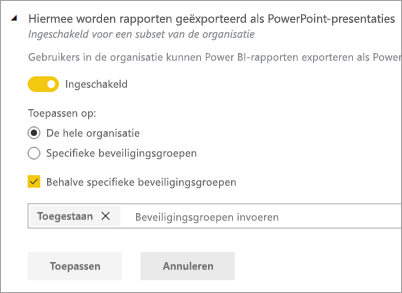 Hiermee worden rapporten geëxporteerd als PowerPoint-presentaties
Ingeschakeld voor een subset van de organisatie
Gebruikers in de organisatie kunnen Power BI-rapporten exporteren als Power
Ingeschakeld
Toepassen op:
De hele organisatie
Specifieke beveiligingsgroepen
Behalve specifieke beveiligingsgroepen
Toegestaan X Beveiligingsgroepen invoeren
Toepassen Annuleren